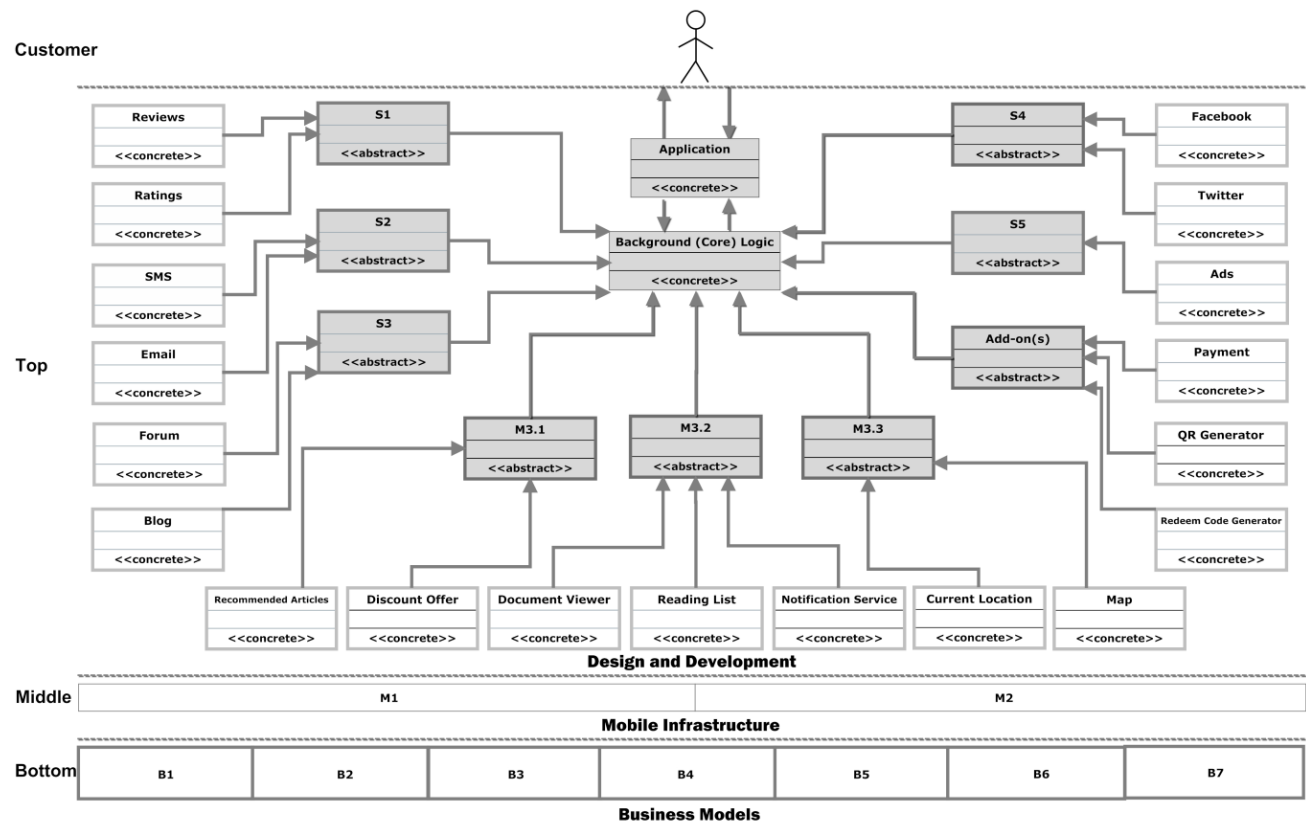 Customer
Reviews
<<concrete>>
S1
<<abstract>>
Application
<<concrete>>
S4
<<abstract>>
Facebook
<<concrete>>
Ratings
<<concrete>>
S2
<<abstract>>
Background (Core) Logic
<<concrete>>
S5
<<abstract>>
Twitter
<<concrete>>
SMS
<<concrete>>
S3
<<abstract>>
Ads
<<concrete>>
Top
Email
<<concrete>>
Add-on(s)
<<abstract>>
Payment
<<concrete>>
Forum
<<concrete>>
M3.1
<<abstract>>
M3.2
<<abstract>>
M3.3
<<abstract>>
QR Generator
<<concrete>>
Blog
<<concrete>>
Redeem Code Generator
<<concrete>>
Recommended Articles
<<concrete>>
Discount Offer
<<concrete>>
Document Viewer
<<concrete>>
Reading List
<<concrete>>
Notification Service
<<concrete>>
Current Location
<<concrete>>
Map
<<concrete>>
Design and Development
Middle
M1
M2
Mobile Infrastructure
Bottom
B1
B2
B3
B4
B5
B6
B7
Business Models